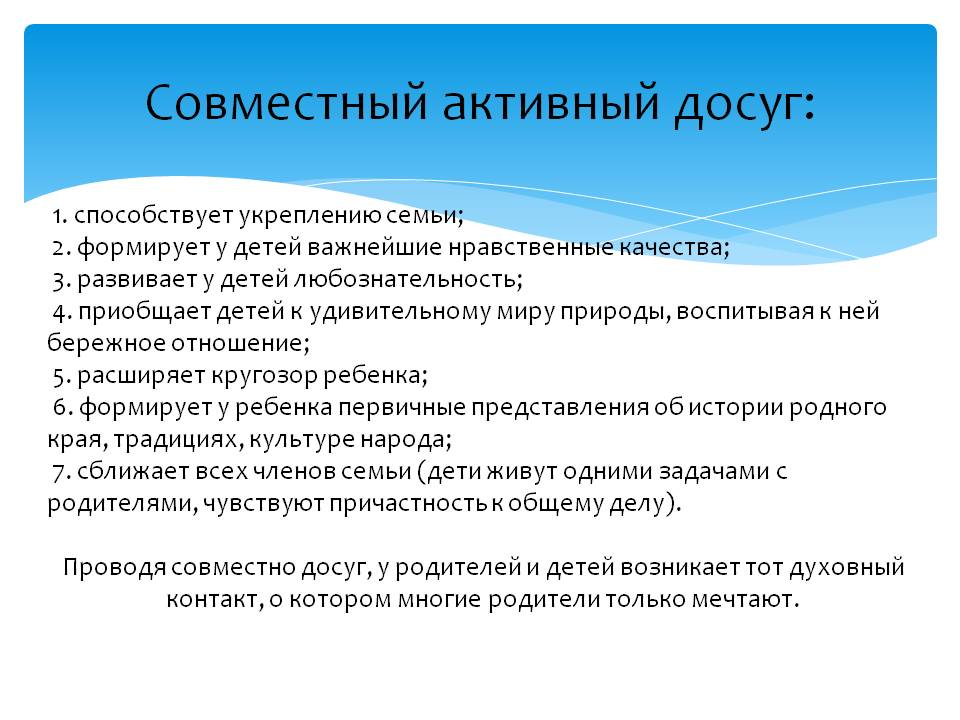 Совместный активный досуг:
1. способствует укреплению семьи;
2. формирует у детей важнейшие нравственные качества;
3. развивает у детей любознательность;
4. приобщает детей к удивительному миру природы, воспитывая к ней
бережное отношение;
5. расширяет кругозор ребенка;
6. формирует у ребенка первичные представления об истории родного
края, традициях, культуре народа;
7. сближает всех членов семьи (дети живут одними задачами с
родителями, чувствуют причастность к общему делу).
Проводя совместно досуг, у родителей и детей возникает тот духовный
контакт, о котором многие родители только мечтают.